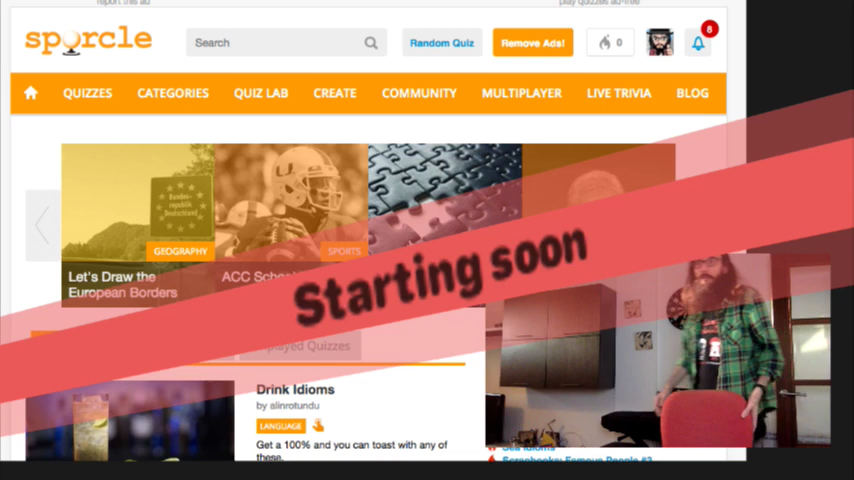 report this ad
play quizzes ad-free
sporcle
Search
Random Quiz
Remove Ads!
0
8
QUIZZES
CATEGORIES
QUIZ LAB
CREATE
COMMUNITY
MULTIPLAYER
LIVE TRIVIA
BLOG
Bundes-
republik
Deutschland
GEOGRAPHY
SPORTS
Let's Draw the
European Borders
ACC
Starting soon
played Quizzes
Drink Idioms
by alinrotundu
LANGUAGE
Get a 100% and you can toast with any of
these.
Sea Idioms
Scrapbooks: Famous People #3